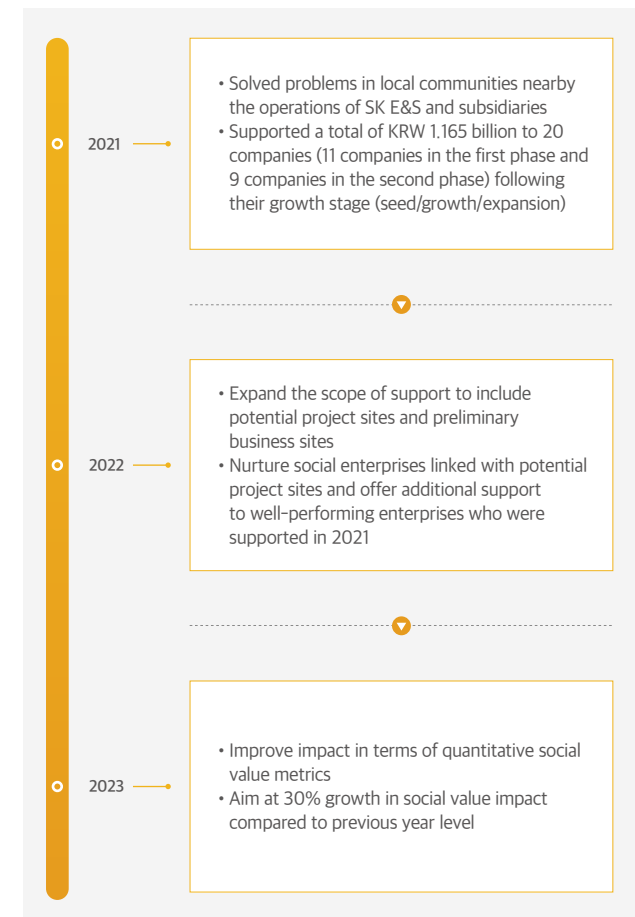 2021
• Solved problems in local communities nearby
the operations of SK E&S and subsidiaries
• Supported a total of KRW 1.165 billion to 20
companies (11 companies in the first phase and
9 companies in the second phase) following
their growth stage (seed/growth/expansion)
2022
• Expand the scope of support to include
potential project sites and preliminary
business sites
• Nurture social enterprises linked with potential
project sites and offer additional support
to well-performing enterprises who were
supported in 2021
2023
• Improve impact in terms of quantitative social
value metrics
• Aim at 30% growth in social value impact
compared to previous year level